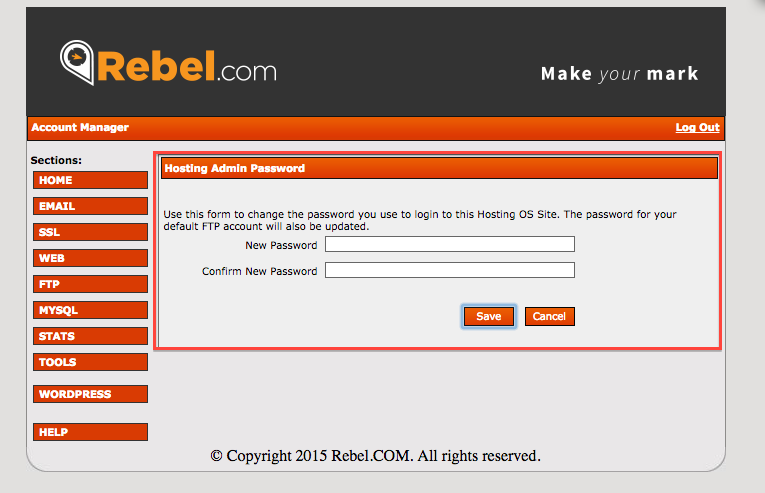 Rebel.com
Make your mark
Account Manager
Log Out
Sections:
HOME
EMAIL
SSL
WEB
FTP
MYSQL
STATS
TOOLS
WORDPRESS
HELP
Hosting Admin Password
Use this form to change the password you use to login to this Hosting OS Site. The password for your
default FTP account will also be updated.
New Password
Confirm New Password
Save
Cancel
© Copyright 2015 Rebel.COM. All rights reserved.